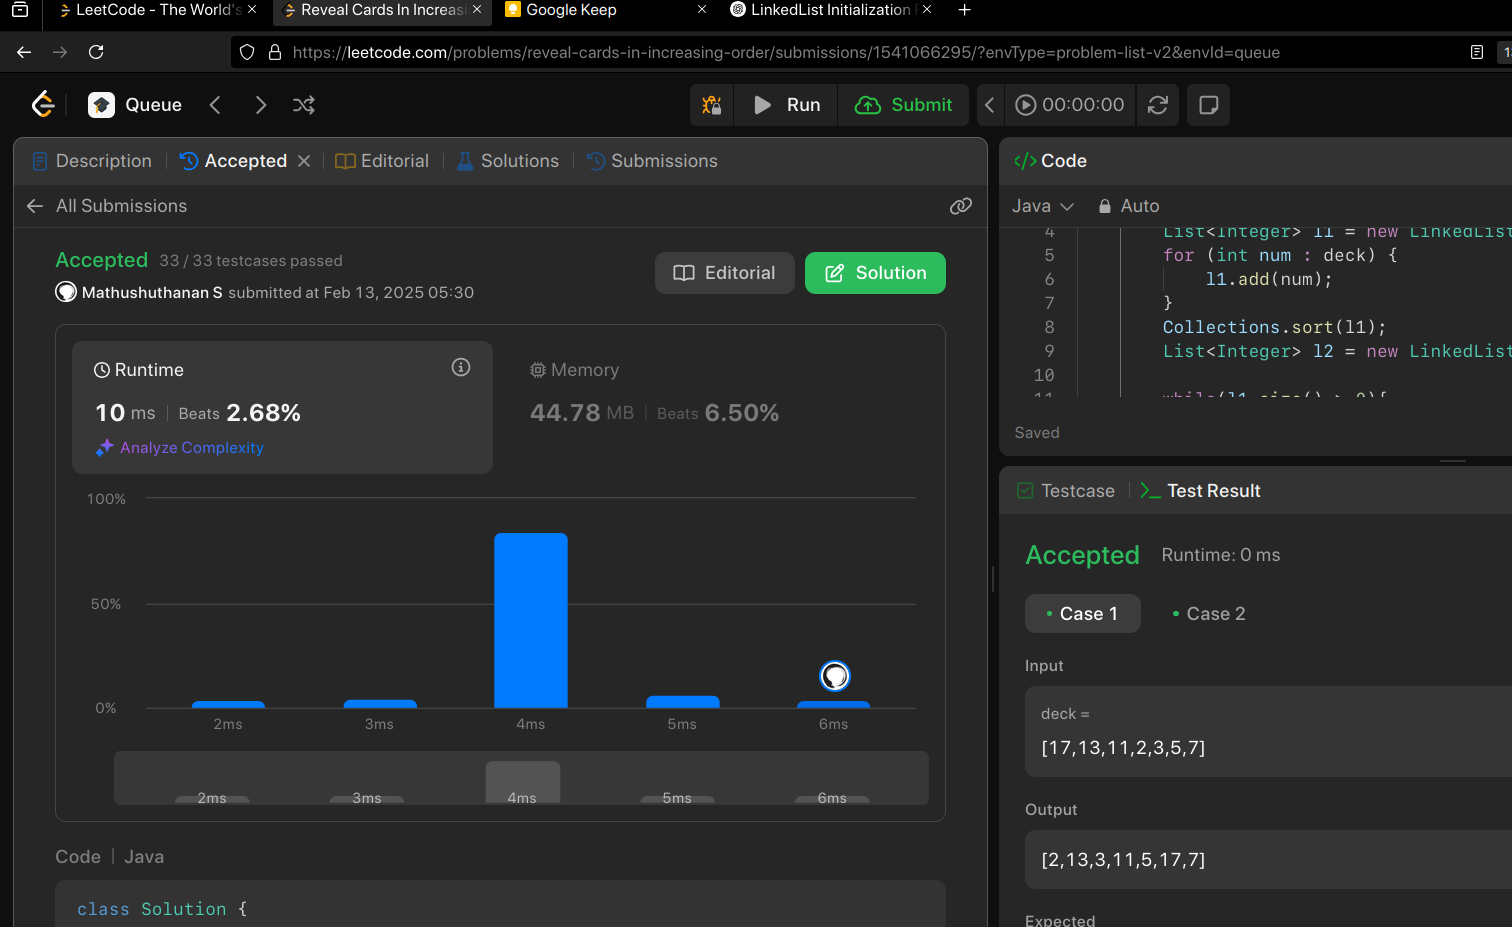 LeetCode - The World's
Reveal Cards In Increasi
Google Keep
LinkedList Initialization
https://leetcode.com/problems/reveal-cards-in-increasing-order/submissions/1541066295/?envType=problem-list-v2&envId=queue
Queue
Run
Submit
00:00:00
Description
Accepted
Editorial
Solutions
Submissions
All Submissions
Accepted 33 / 33 testcases passed
Mathushuthanan S submitted at Feb 13, 2025 05:30
Editorial
Solution
Runtime
10 ms | Beats 2.68%
Analyze Complexity
Memory
44.78 MB | Beats 6.50%
100%
50%
0%
2ms 3ms 4ms 5ms 6ms
2ms 3ms 4ms 5ms 6ms
Code | Java
class Solution {
</> Code
Java Auto
4 List<Integer> l1 = new LinkedList
5 for (int num : deck) {
6 l1.add(num);
7 }
8 Collections.sort(l1);
9 List<Integer> l2 = new LinkedList
10
11 while(l1.size() > 0){
Saved
Testcase
Test Result
Accepted Runtime: 0 ms
Case 1
Case 2
Input
deck =
[17,13,11,2,3,5,7]
Output
[2,13,3,11,5,17,7]
Expected